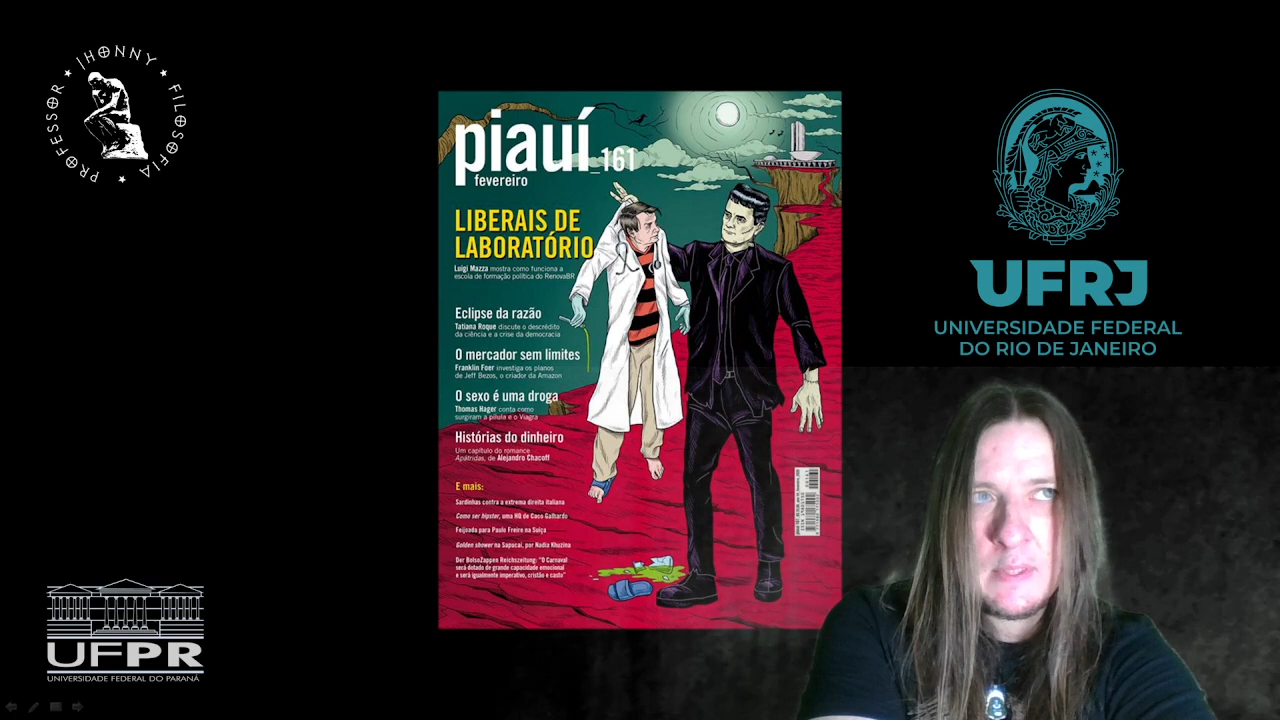 PROFESSOR ★ JHONNY ★ FILOSOFIA ★
piauí_161
fevereiro
LIBERAIS DE
LABORATÓRIO
Luigi Mazza mostra como funciona a
escola de formação política do RenovaBR
Eclipse da razão
Tatiana Roque discute o descrédito
da ciência e a crise da democracia
O mercador sem limites
Franklin Foer investiga os planos
de Jeff Bezos, o criador da Amazon
O sexo é uma droga
Thomas Hager conta como
surgiram a pílula e o Viagra
Histórias do dinheiro
Um capítulo do romance
Apátridas, de Alejandro Chacoff
E mais:
Sardinhas contra a extrema direita italiana
Como ser hipster, uma HQ de Caco Galhardo
Feijoada para Paulo Freire na Suíça
Golden shower na Sapucaí, por Nadia Khuzina
Der BolsoZappen Reichszeitung: "O Carnaval
será dotado de grande capacidade emocional
e será igualmente imperativo, cristão e casto"
UFRJ
UNIVERSIDADE FEDERAL
DO RIO DE JANEIRO
UFPR
UNIVERSIDADE FEDERAL DO PARANÁ